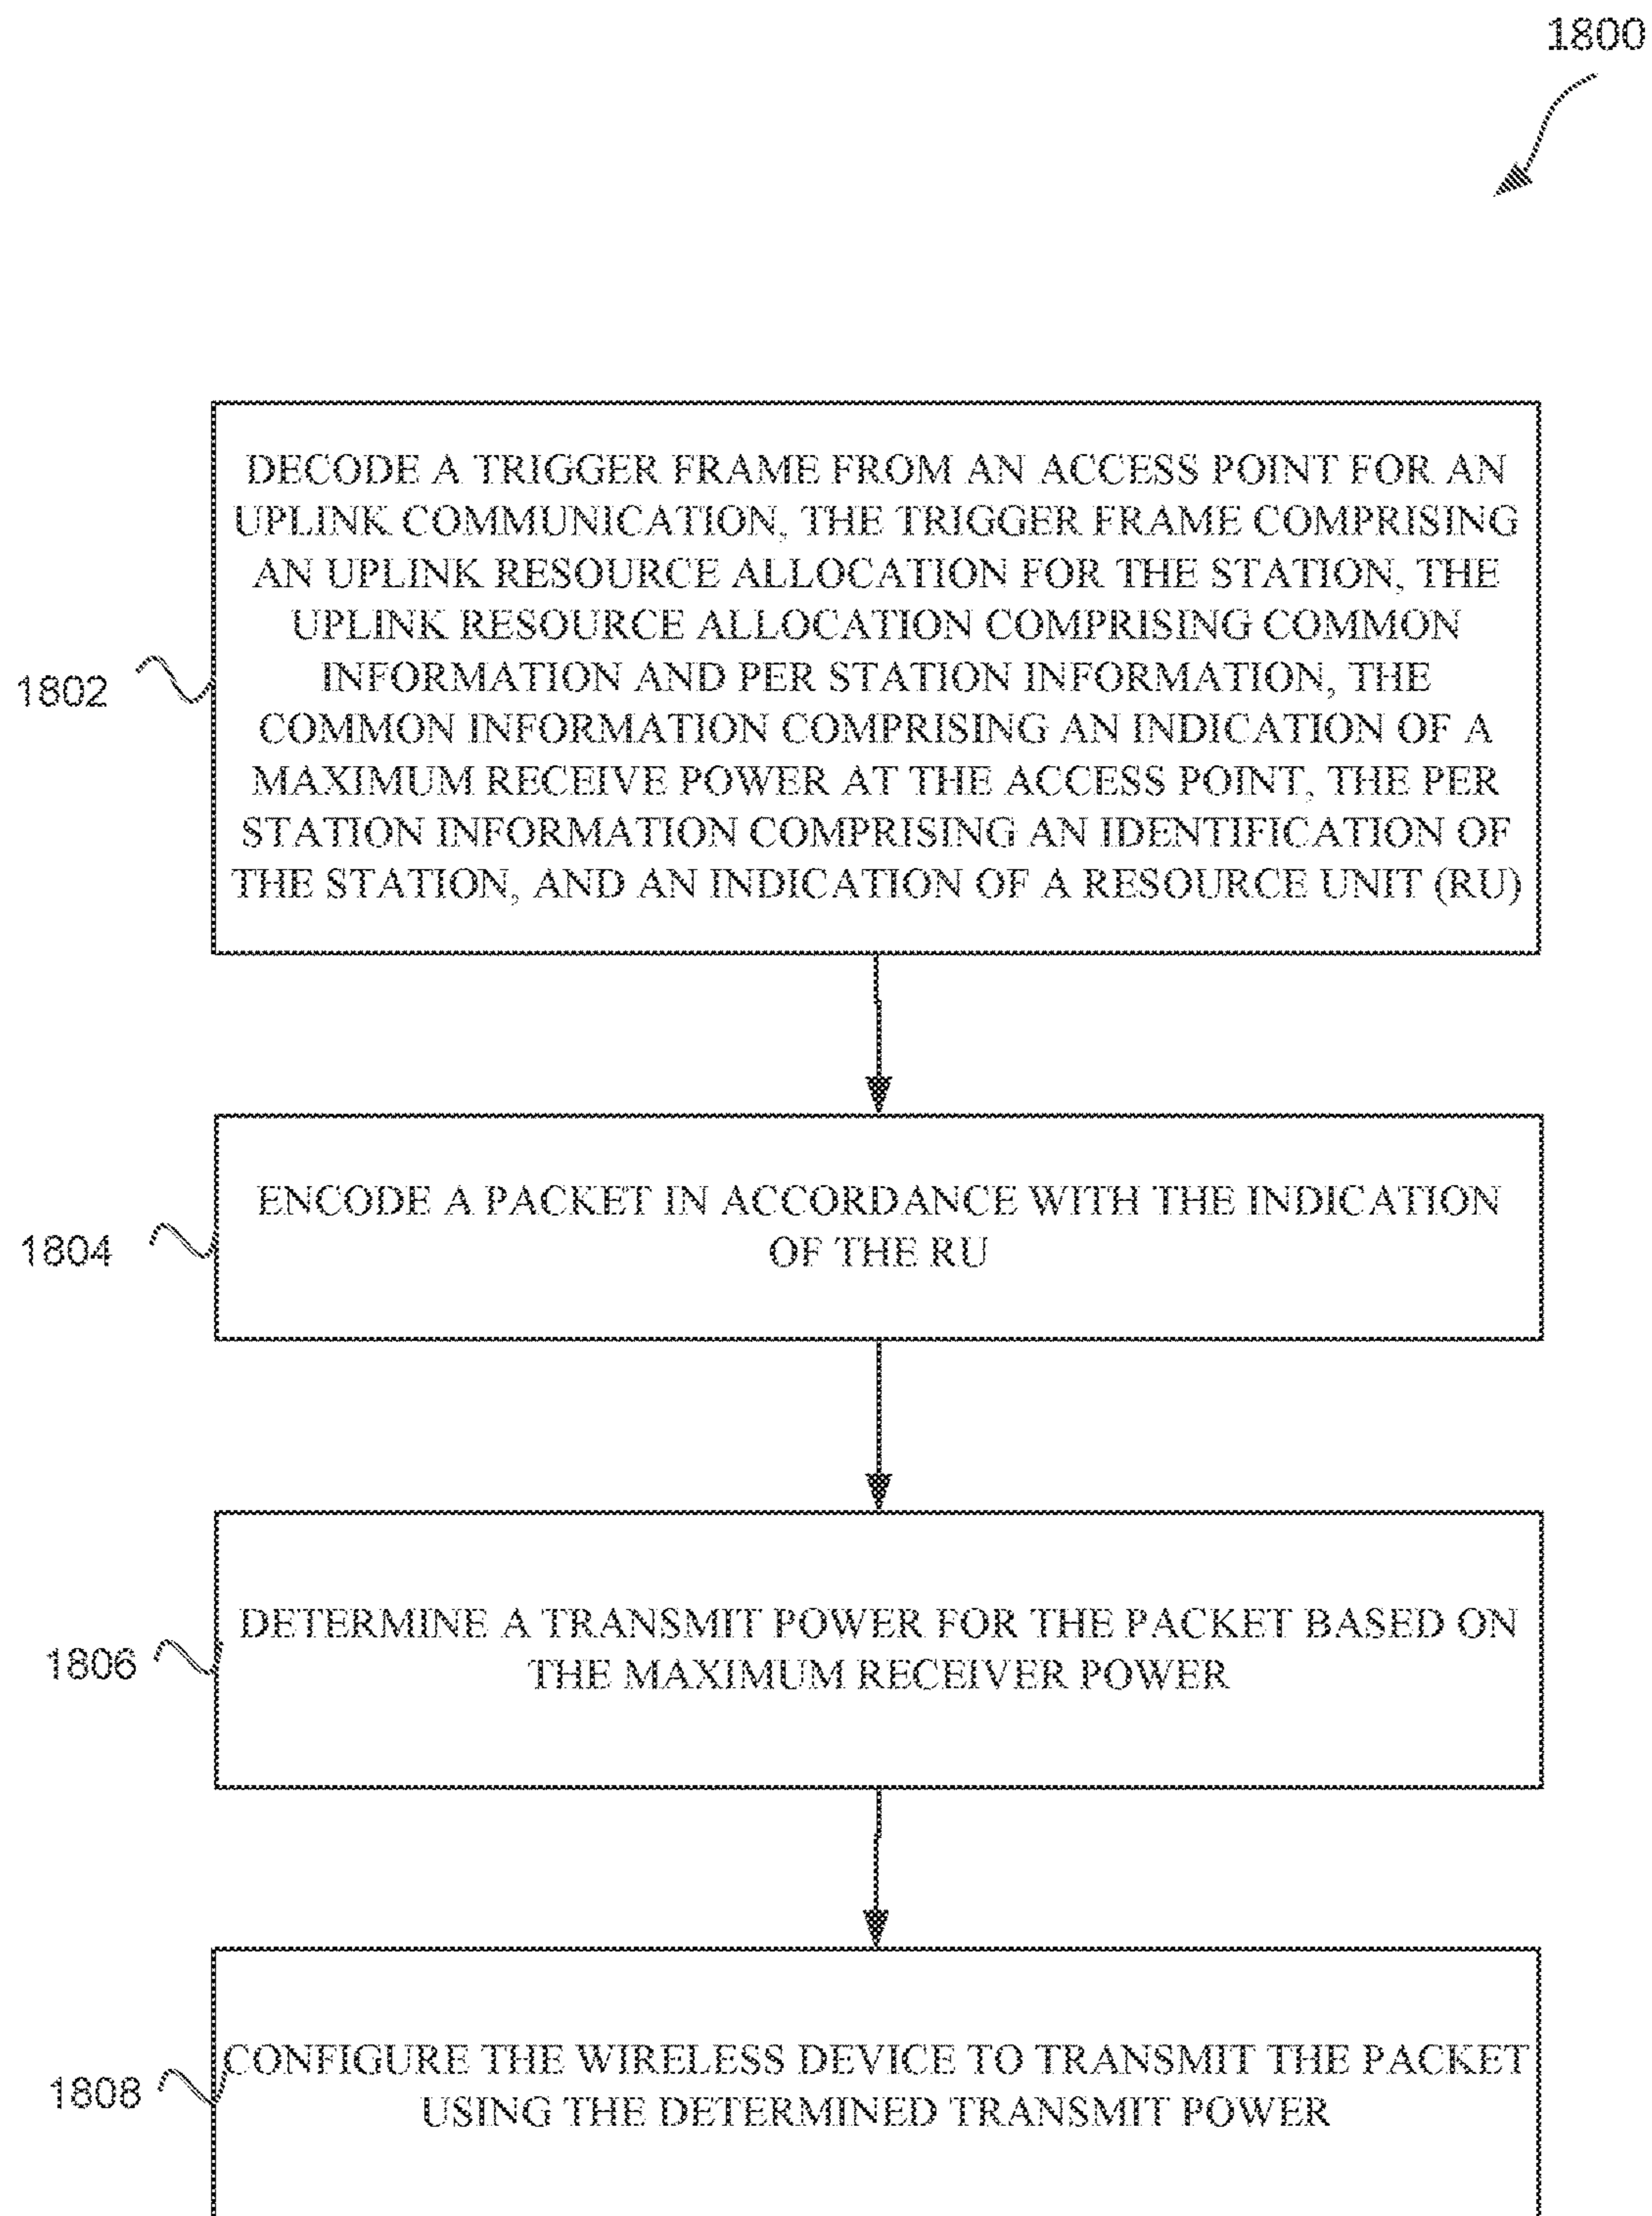 1800
DECODE A TRIGGER FRAME FROM AN ACCESS POINT FOR AN
UPLINK COMMUNICATION, THE TRIGGER FRAME COMPRISING
AN UPLINK RESOURCE ALLOCATION FOR THE STATION, THE
UPLINK RESOURCE ALLOCATION COMPRISING COMMON
INFORMATION AND PER STATION INFORMATION, THE
COMMON INFORMATION COMPRISING AN INDICATION OF A
MAXIMUM RECEIVE POWER AT THE ACCESS POINT, THE PER
STATION INFORMATION COMPRISING AN IDENTIFICATION OF
THE STATION, AND AN INDICATION OF A RESOURCE UNIT (RU)
1802
ENCODE A PACKET IN ACCORDANCE WITH THE INDICATION
OF THE RU
1804
DETERMINE A TRANSMIT POWER FOR THE PACKET BASED ON
THE MAXIMUM RECEIVER POWER
1806
CONFIGURE THE WIRELESS DEVICE TO TRANSMIT THE PACKET
USING THE DETERMINED TRANSMIT POWER
1808